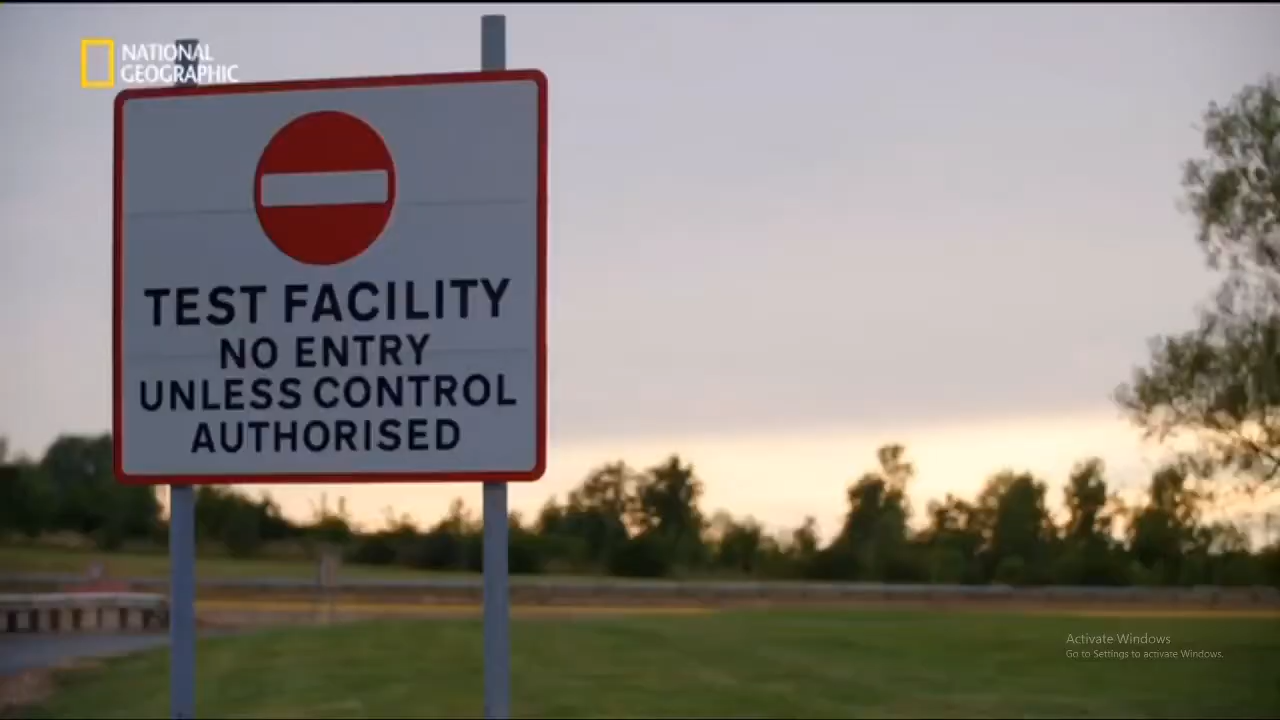 NATIONAL
GEOGRAPHIC
TEST FACILITY
NO ENTRY
UNLESS CONTROL
AUTHORISED
Activate Windows
Go to Settings to activate Windows.